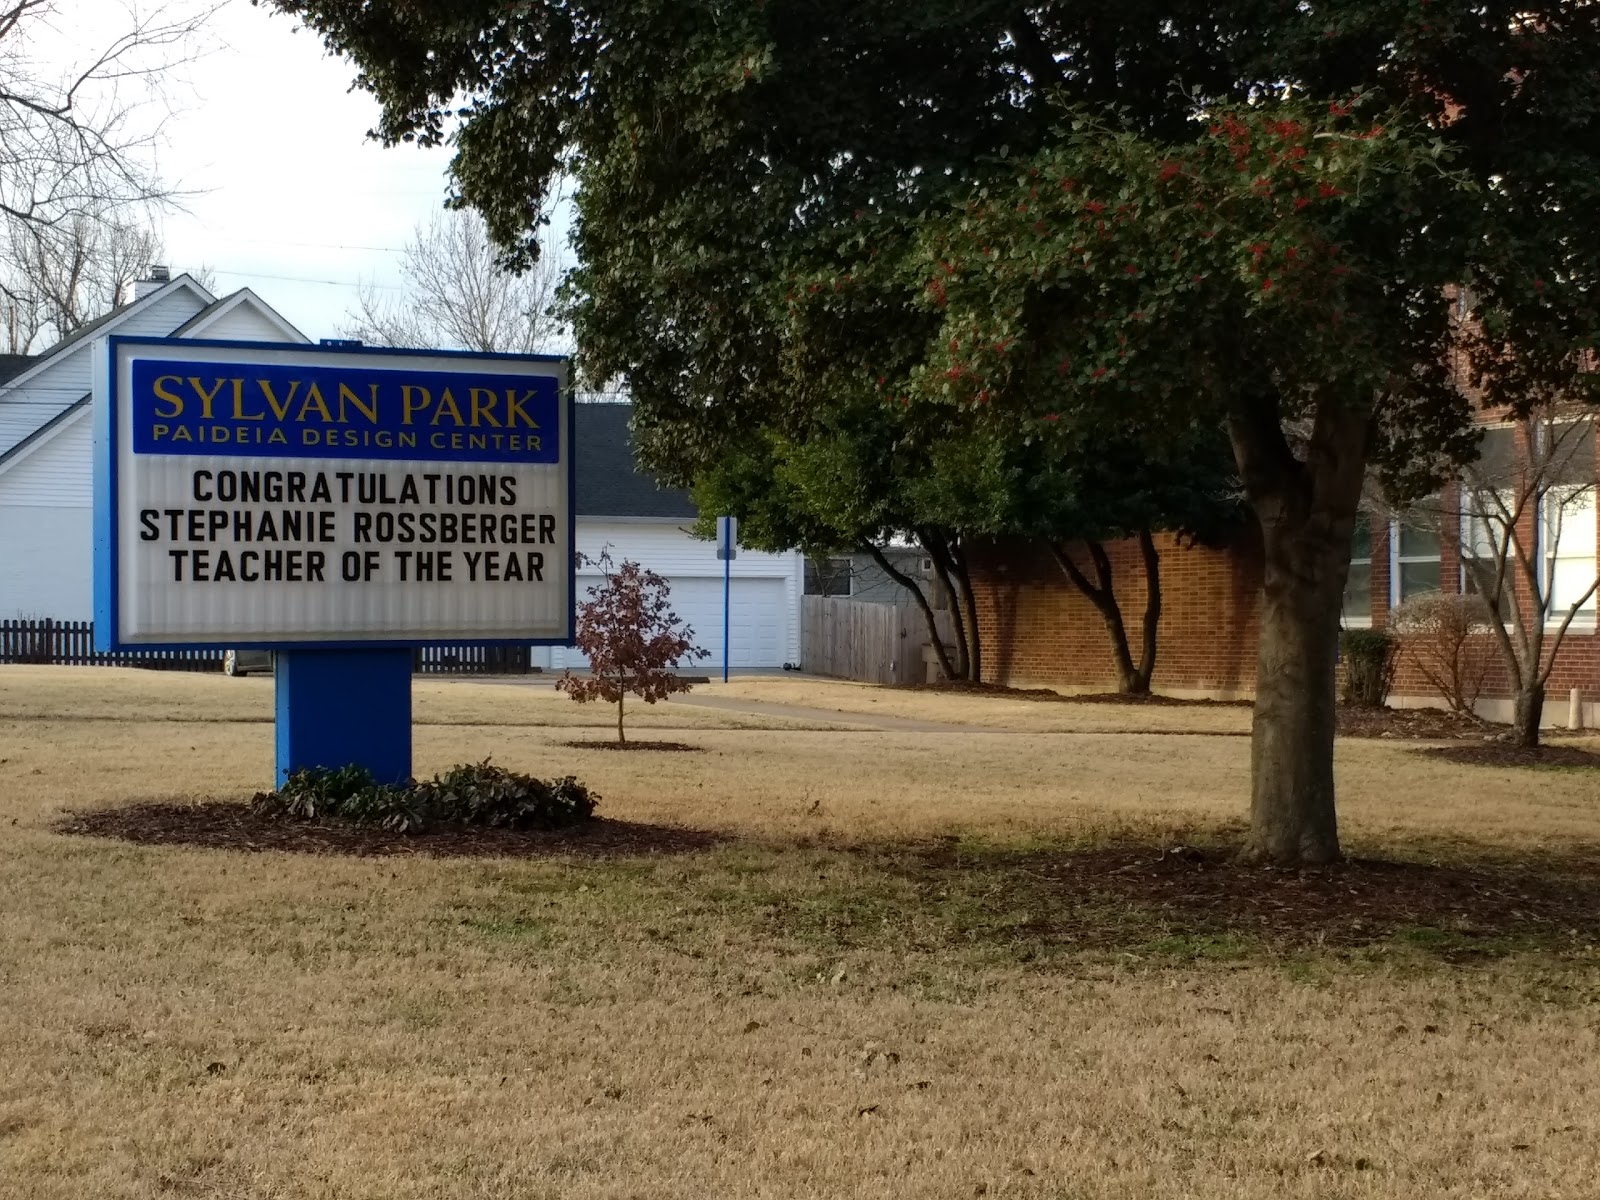 SYLVAN PARK
PAIDEIA DESIGN CENTER
CONGRATULATIONS
STEPHANIE ROSSBERGER
TEACHER OF THE YEAR